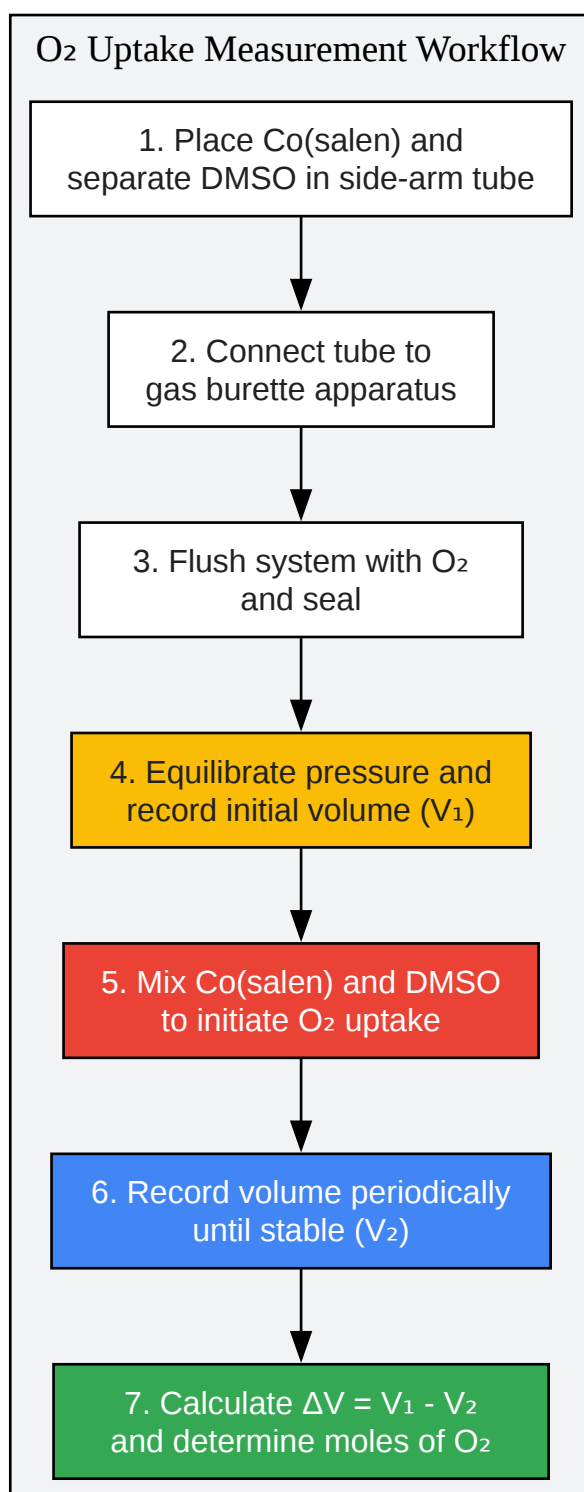 O₂ Uptake Measurement Workflow
1. Place Co(salen) and
separate DMSO in side-arm tube
2. Connect tube to
gas burette apparatus
3. Flush system with O₂
and seal
4. Equilibrate pressure and
record initial volume (V₁)
5. Mix Co(salen) and DMSO
to initiate O₂ uptake
6. Record volume periodically
until stable (V₂)
7. Calculate ΔV = V₁ - V₂
and determine moles of O₂